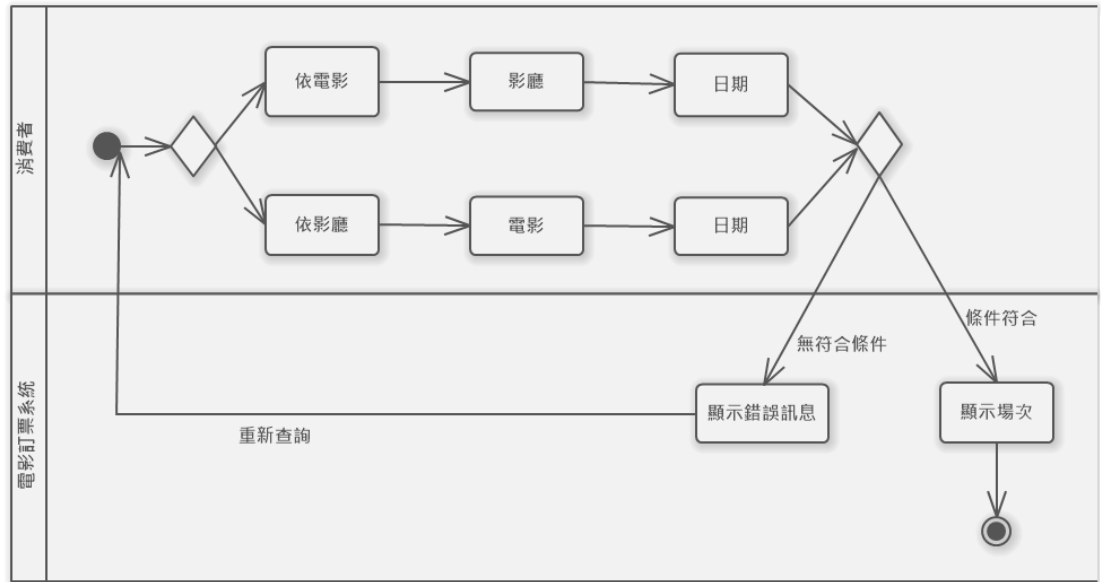 消費者
依電影
影廳
日期
依影廳
電影
日期
電影訂票系統
條件符合
無符合條件
顯示錯誤訊息
顯示場次
重新查詢